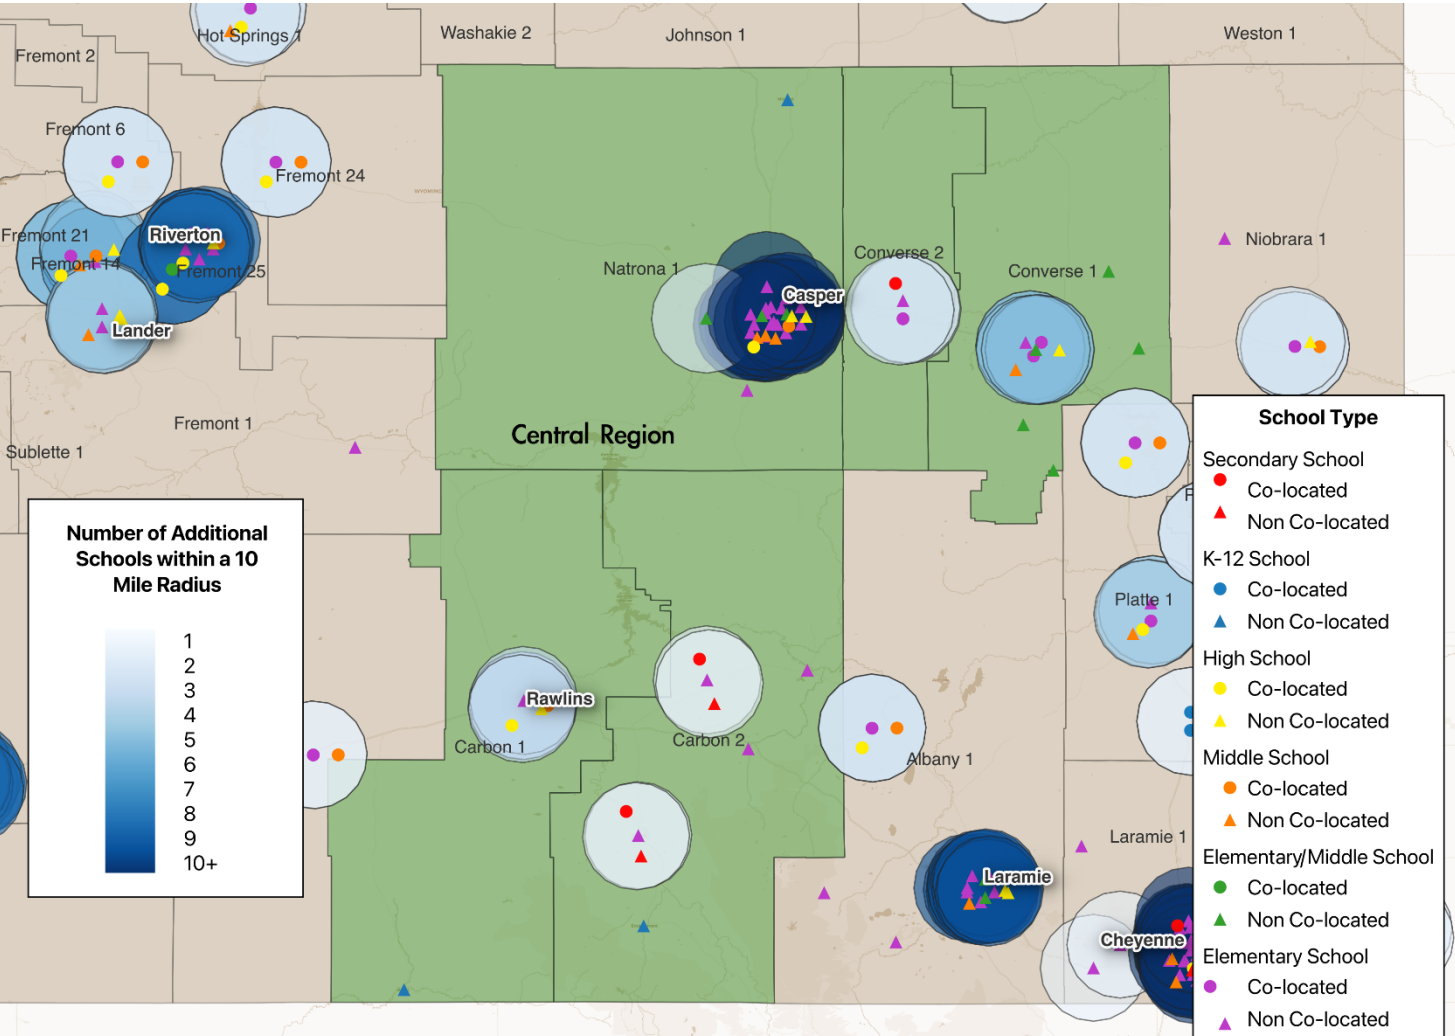 Hot Springs 1
Washakie 2
Johnson 1
Weston 1
Fremont 2
Fremont 6
Fremont 24
Fremont 21
Riverton
Fremont 14
Fremont 25
Lander
Natrona 1
Casper
Converse 2
Converse 1
Niobrara 1
Central Region
Fremont 1
Sublette 1
Platte 1
Rawlins
Carbon 1
Carbon 2
Albany 1
Laramie 1
Laramie
Cheyenne
Number of Additional
Schools within a 10
Mile Radius
1
2
3
4
5
6
7
8
9
10+
School Type
Secondary School
Co-located
Non Co-located
K-12 School
Co-located
Non Co-located
High School
Co-located
Non Co-located
Middle School
Co-located
Non Co-located
Elementary/Middle School
Co-located
Non Co-located
Elementary School
Co-located
Non Co-located